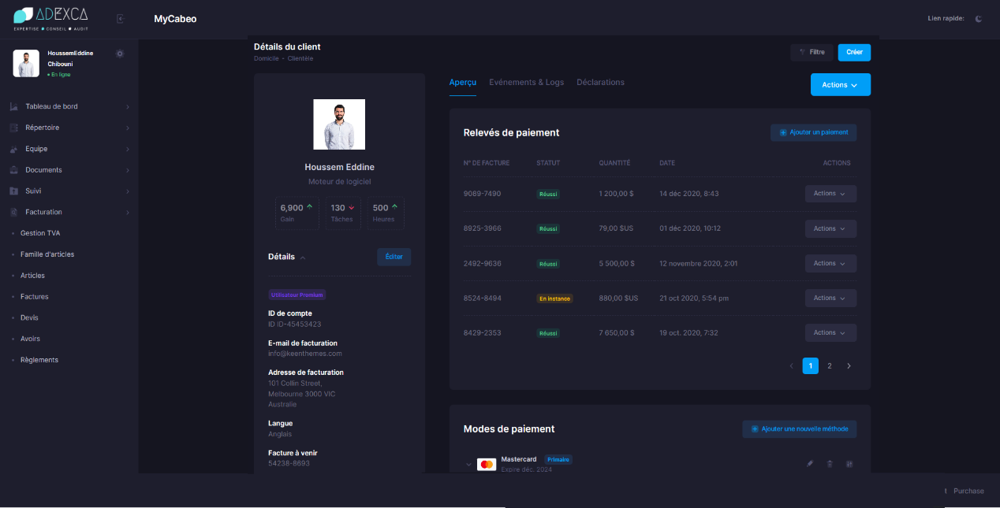 ADEXCA
EXPERTISE CONSEIL AUDIT
MyCabeo
Lien rapide:
HoussemEddine
Chibouni
En ligne
Tableau de bord
Répertoire
Equipe
Documents
Suivi
Facturation
Gestion TVA
Famille d'articles
Articles
Factures
Devis
Avoirs
Règlements
Détails du client
Domicile - Clientèle
Filtre
Créer
Houssem Eddine
Moteur de logiciel
6,900
Gain
130
Tâches
500
Heures
Détails
Éditer
Utilisateur Premium
ID de compte
ID ID-45453423
E-mail de facturation
info@keenthemes.com
Adresse de facturation
101 Collin Street,
Melbourne 3000 VIC
Australie
Langue
Anglais
Facture à venir
54238-8693
Aperçu Evénements & Logs Déclarations
Actions
Relevés de paiement
Ajouter un paiement
N° DE FACTURE STATUT QUANTITÉ DATE ACTIONS
9089-7490 Réussi 1 200,00 $ 14 déc 2020, 8:43 Actions
8925-3966 Réussi 79,00 $US 01 déc 2020, 10:12 Actions
2492-9636 Réussi 5 500,00 $ 12 novembre 2020, 2:01 Actions
8524-8494 En instance 880,00 $US 21 oct 2020, 5:54 pm Actions
8429-2353 Réussi 7 650,00 $ 19 oct. 2020, 7:32 Actions
1 2
Modes de paiement
Ajouter une nouvelle méthode
Mastercard Primaire
Expire déc. 2024
Purchase